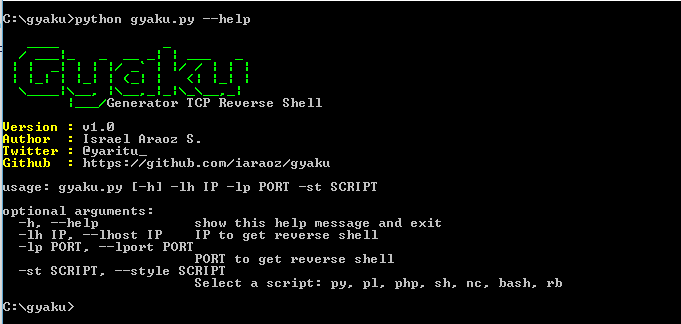 C:\gyaku>python gyaku.py --help
Gyaku
Generator TCP Reverse Shell
Version : v1.0
Author  : Israel Araoz S.
Twitter : @yaritu_
Github  : https://github.com/iaraoz/gyaku
usage: gyaku.py [-h] -lh IP -lp PORT -st SCRIPT
optional arguments:
  -h, --help            show this help message and exit
  -lh IP, --lhost IP    IP to get reverse shell
  -lp PORT, --lport PORT
                        PORT to get reverse shell
  -st SCRIPT, --style SCRIPT
                        Select a script: py, pl, php, sh, nc, bash, rb
C:\gyaku>